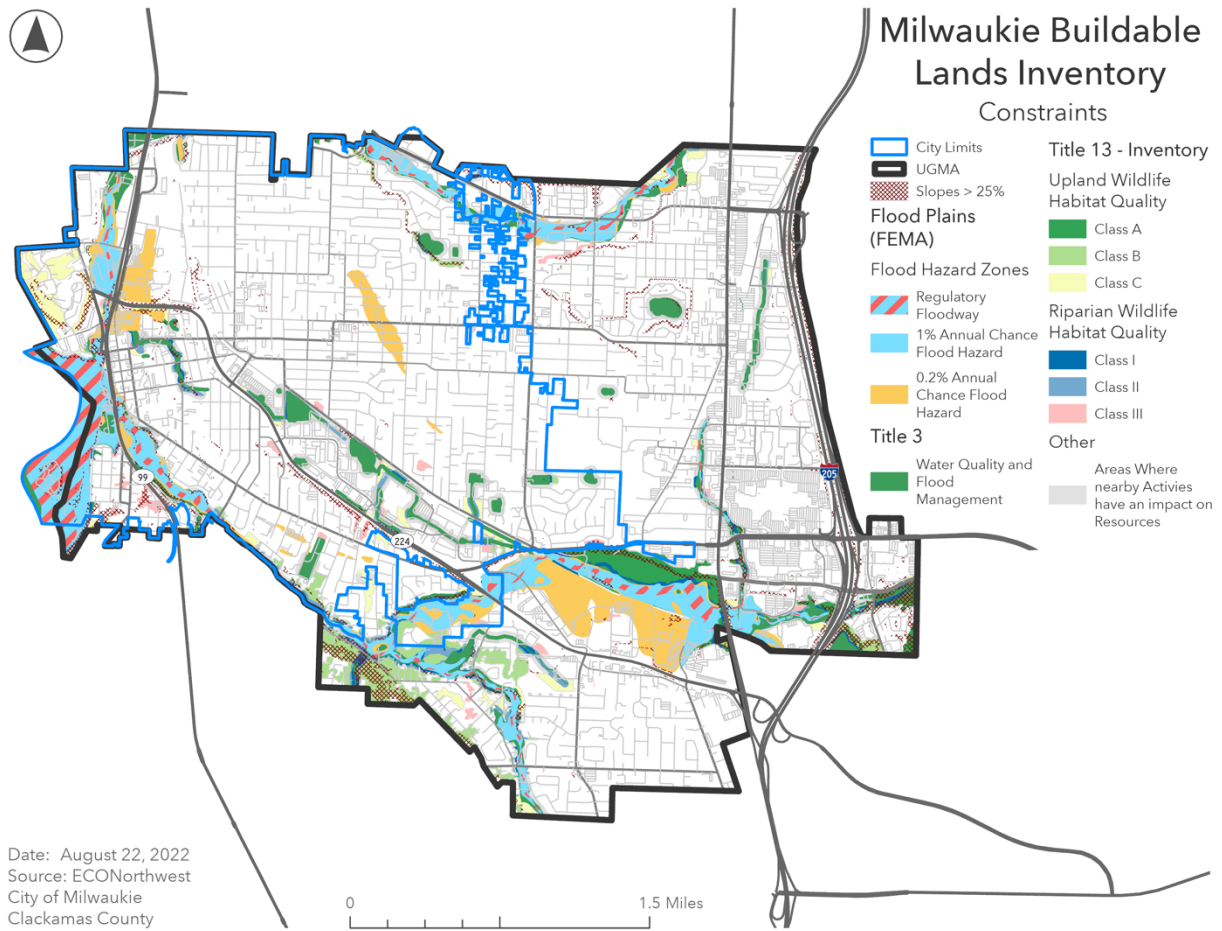 Milwaukie Buildable
Lands Inventory
Constraints
City Limits
UGMA
Slopes > 25%
Flood Plains
(FEMA)
Flood Hazard Zones
Regulatory
Floodway
1% Annual Chance
Flood Hazard
0.2% Annual
Chance Flood
Hazard
Title 3
Water Quality and
Flood
Management
Title 13 - Inventory
Upland Wildlife
Habitat Quality
Class A
Class B
Class C
Riparian Wildlife
Habitat Quality
Class I
Class II
Class III
Other
Areas Where
nearby Activies
have an impact on
Resources
205
99
224
Date: August 22, 2022
Source: ECONorthwest
City of Milwaukie
Clackamas County
0
1.5 Miles